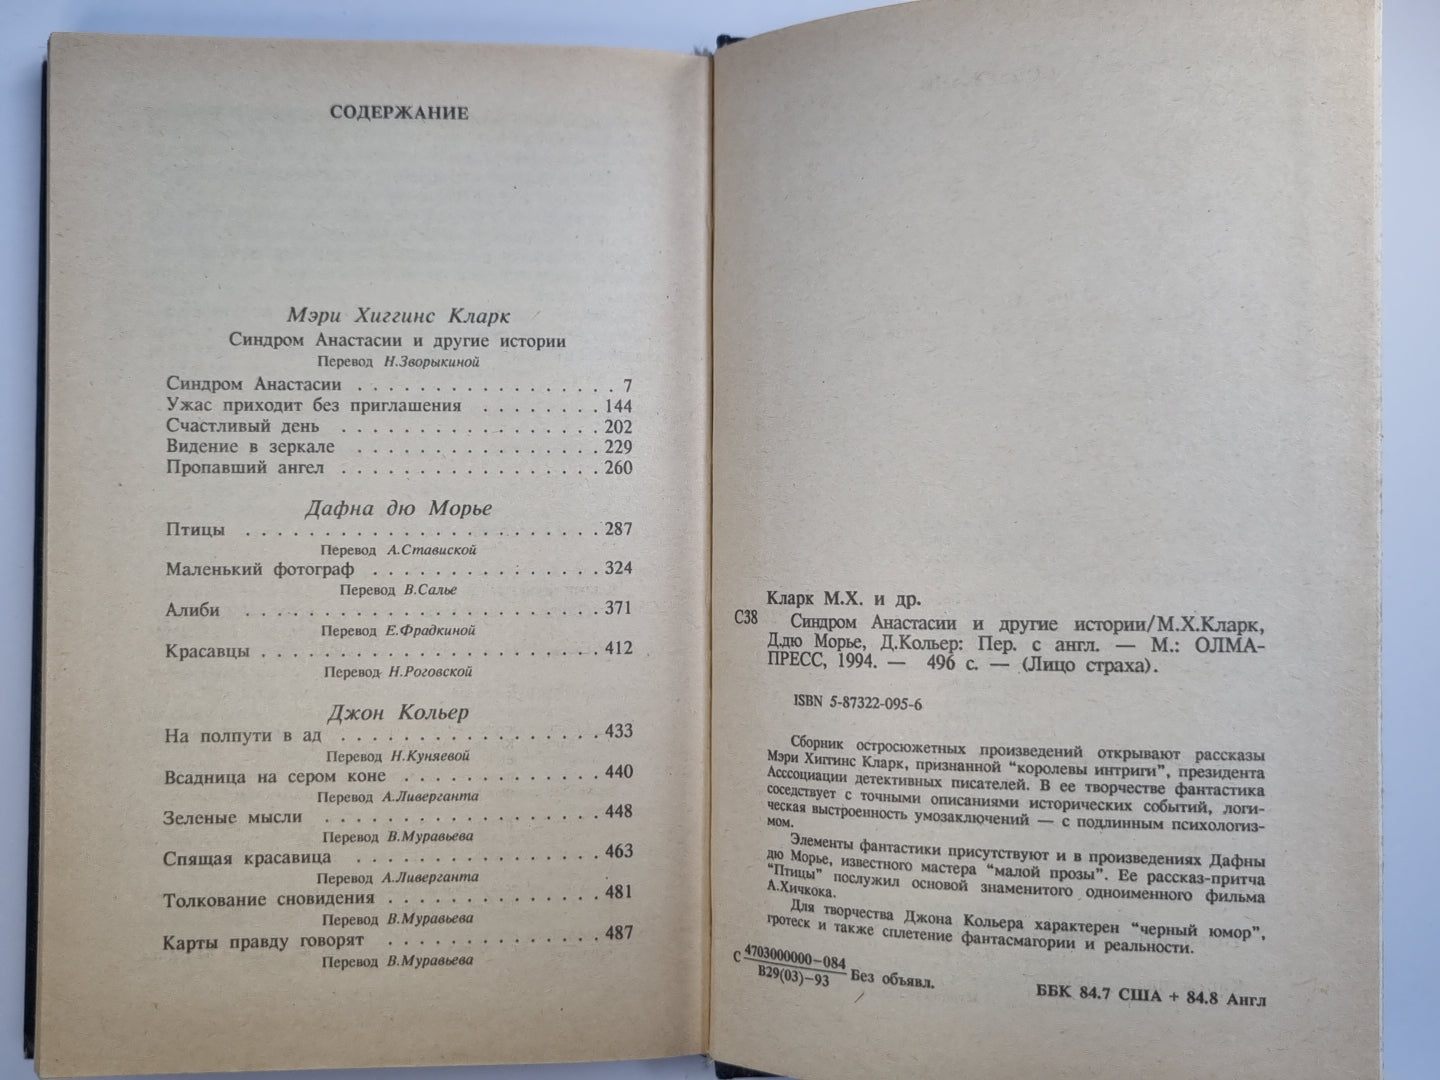 СОДЕРЖАНИЕ
Мэри Хиггинс Кларк
Синдром Анастасии и другие истории
Перевод Н.Зворыкиной
Синдром Анастасии . . . . . . . . . . . . . . . . . 7
Ужас приходит без приглашения . . . . . . . . 144
Счастливый день . . . . . . . . . . . . . . . . . 202
Видение в зеркале . . . . . . . . . . . . . . . . 229
Пропавший ангел . . . . . . . . . . . . . . . . . 260
Дафна дю Морье
Птицы . . . . . . . . . . . . . . . . . . . . . . . 287
Перевод А.Ставиской
Маленький фотограф . . . . . . . . . . . . . . . 324
Перевод В.Салье
Алиби . . . . . . . . . . . . . . . . . . . . . . . 371
Перевод Е.Фрадкиной
Красавцы . . . . . . . . . . . . . . . . . . . . . . 412
Перевод Н.Роговской
Джон Кольер
На полпути в ад . . . . . . . . . . . . . . . . . 433
Перевод Н.Куняевой
Всадница на сером коне . . . . . . . . . . . . . 440
Перевод А.Ливерганта
Зеленые мысли . . . . . . . . . . . . . . . . . . 448
Перевод В.Муравьева
Спящая красавица . . . . . . . . . . . . . . . . 463
Перевод А.Ливерганта
Толкование сновидения . . . . . . . . . . . . . . 481
Перевод В.Муравьева
Карты правду говорят . . . . . . . . . . . . . . 487
Перевод В.Муравьева
Кларк М.Х. и др.
С38 Синдром Анастасии и другие истории/М.Х.Кларк,
Д.дю Морье, Д.Кольер: Пер. с англ. — М.: ОЛМА-
ПРЕСС, 1994. — 496 с. — (Лицо страха).
ISBN 5-87322-095-6
Сборник остросюжетных произведений открывают рассказы
Мэри Хиггинс Кларк, признанной "королевы интриги", президента
Асссоциации детективных писателей. В ее творчестве фантастика
соседствует с точными описаниями исторических событий, логи-
ческая выстроенность умозаключений — с подлинным психологиз-
мом.
Элементы фантастики присутствуют и в произведениях Дафны
дю Морье, известного мастера "малой прозы". Ее рассказ-притча
"Птицы" послужил основой знаменитого одноименного фильма
А.Хичкока.
Для творчества Джона Кольера характерен "черный юмор",
гротеск и также сплетение фантасмагории и реальности.
С 4703000000-084
В29(03)-93 Без объявл.
ББК 84.7 США + 84.8 Англ